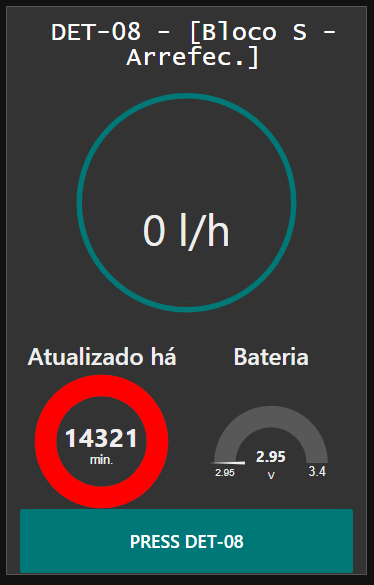 DET-08 - [Bloco S -
Arrefec.]
0 l/h
Atualizado há
Bateria
14321
min.
2.95
V
2.95
3.4
PRESS DET-08